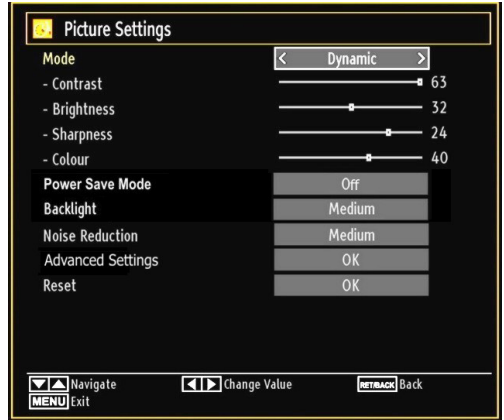 Picture Settings
Mode Dynamic
- Contrast 63
- Brightness 32
- Sharpness 24
- Colour 40
Power Save Mode Off
Backlight Medium
Noise Reduction Medium
Advanced Settings OK
Reset OK
Navigate Change Value RET/BACK Back
MENU Exit